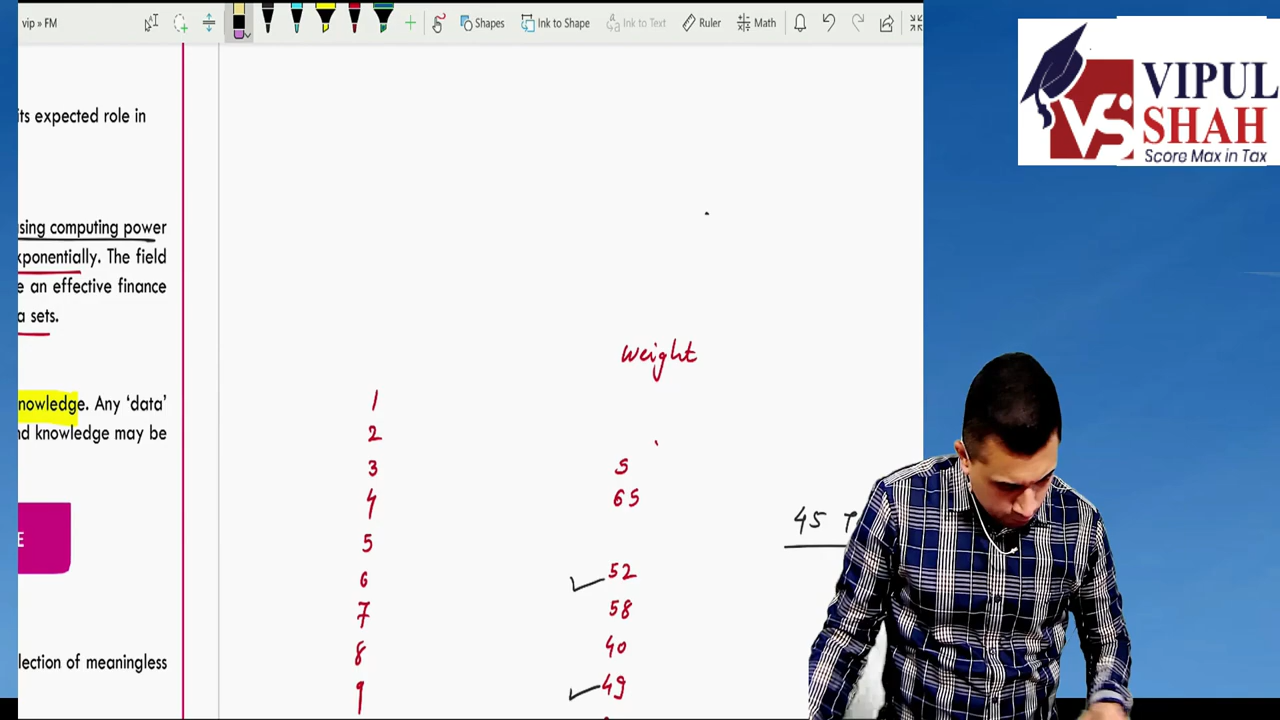 vip » FM
Shapes
Ink to Shape
Ink to Text
Ruler
Math
VIPUL
SHAH
Score Max in Tax
VS
its expected role in
using computing power
xponentially. The field
e an effective finance
a sets.
nowledge. Any ‘data’
nd knowledge may be
E
lection of meaningless
Weight
1
2
3 5
4 65
5
6 52
7 58
8 40
9 49
45